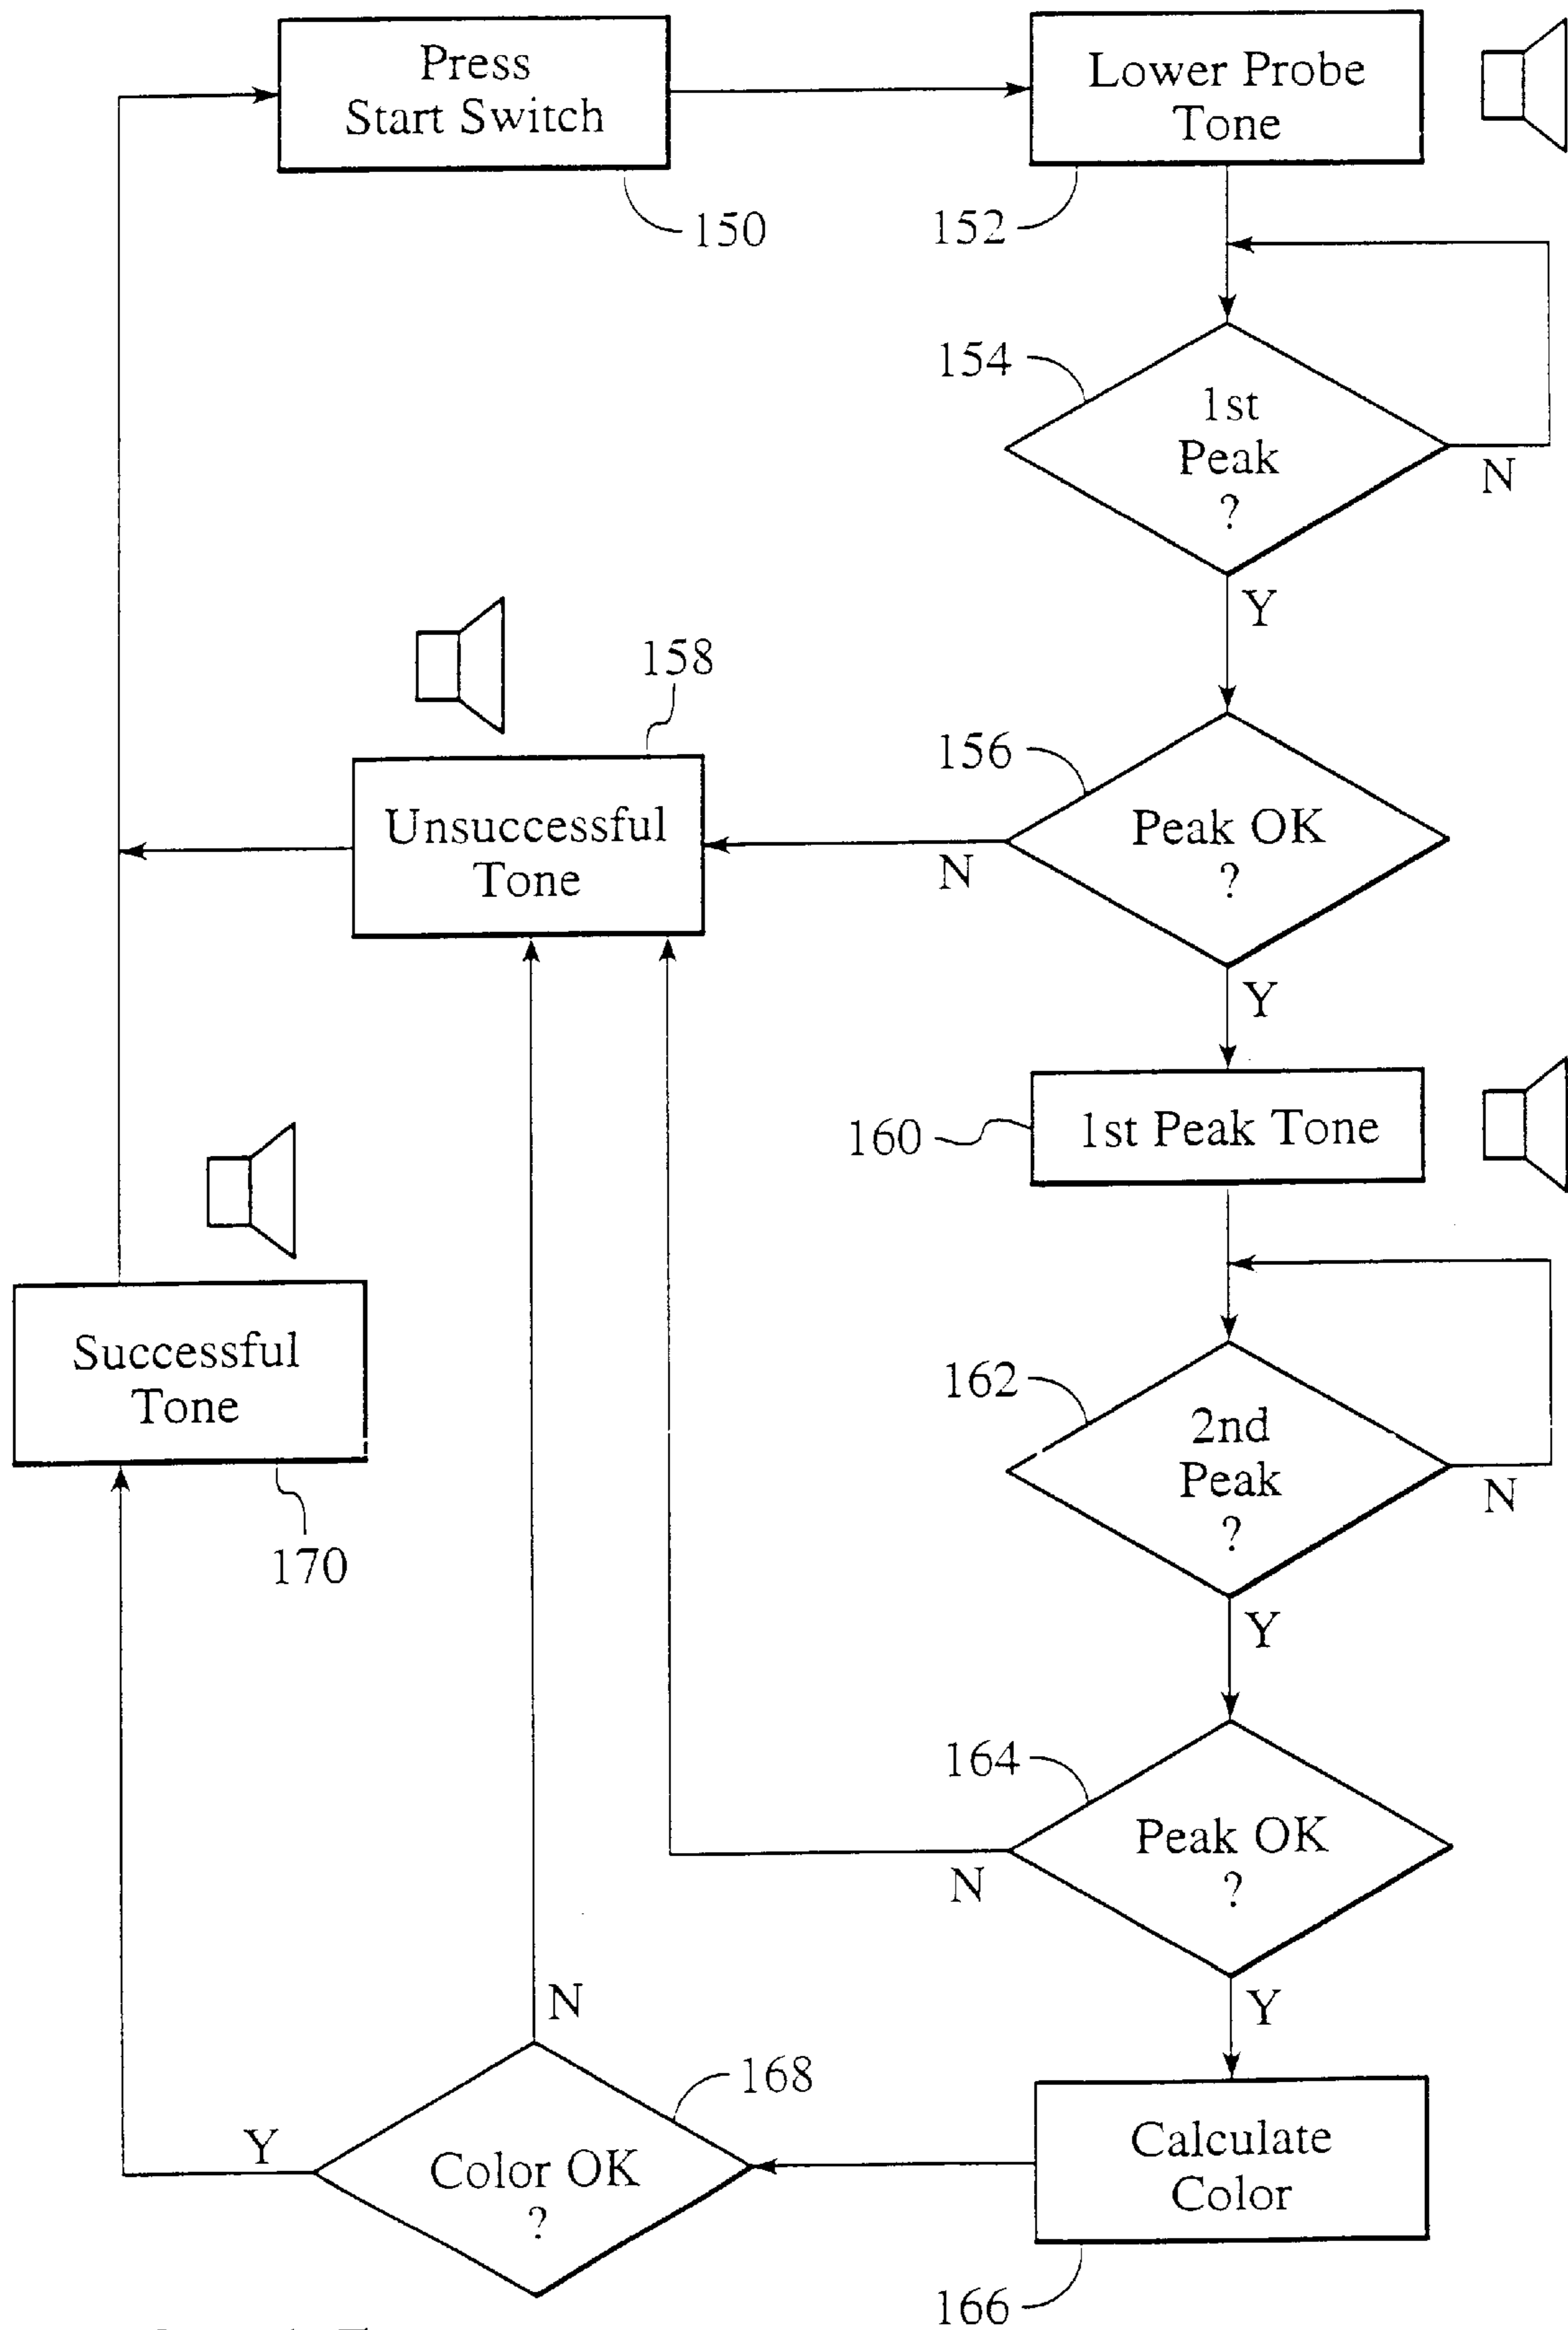 Press
Start Switch
150
Lower Probe
Tone
152
154
1st
Peak
?
N
Y
156
Peak OK
?
N
Y
158
Unsuccessful
Tone
160
1st Peak Tone
162
2nd
Peak
?
N
Y
164
Peak OK
?
N
Y
166
Calculate
Color
168
Color OK
?
N
Y
170
Successful
Tone